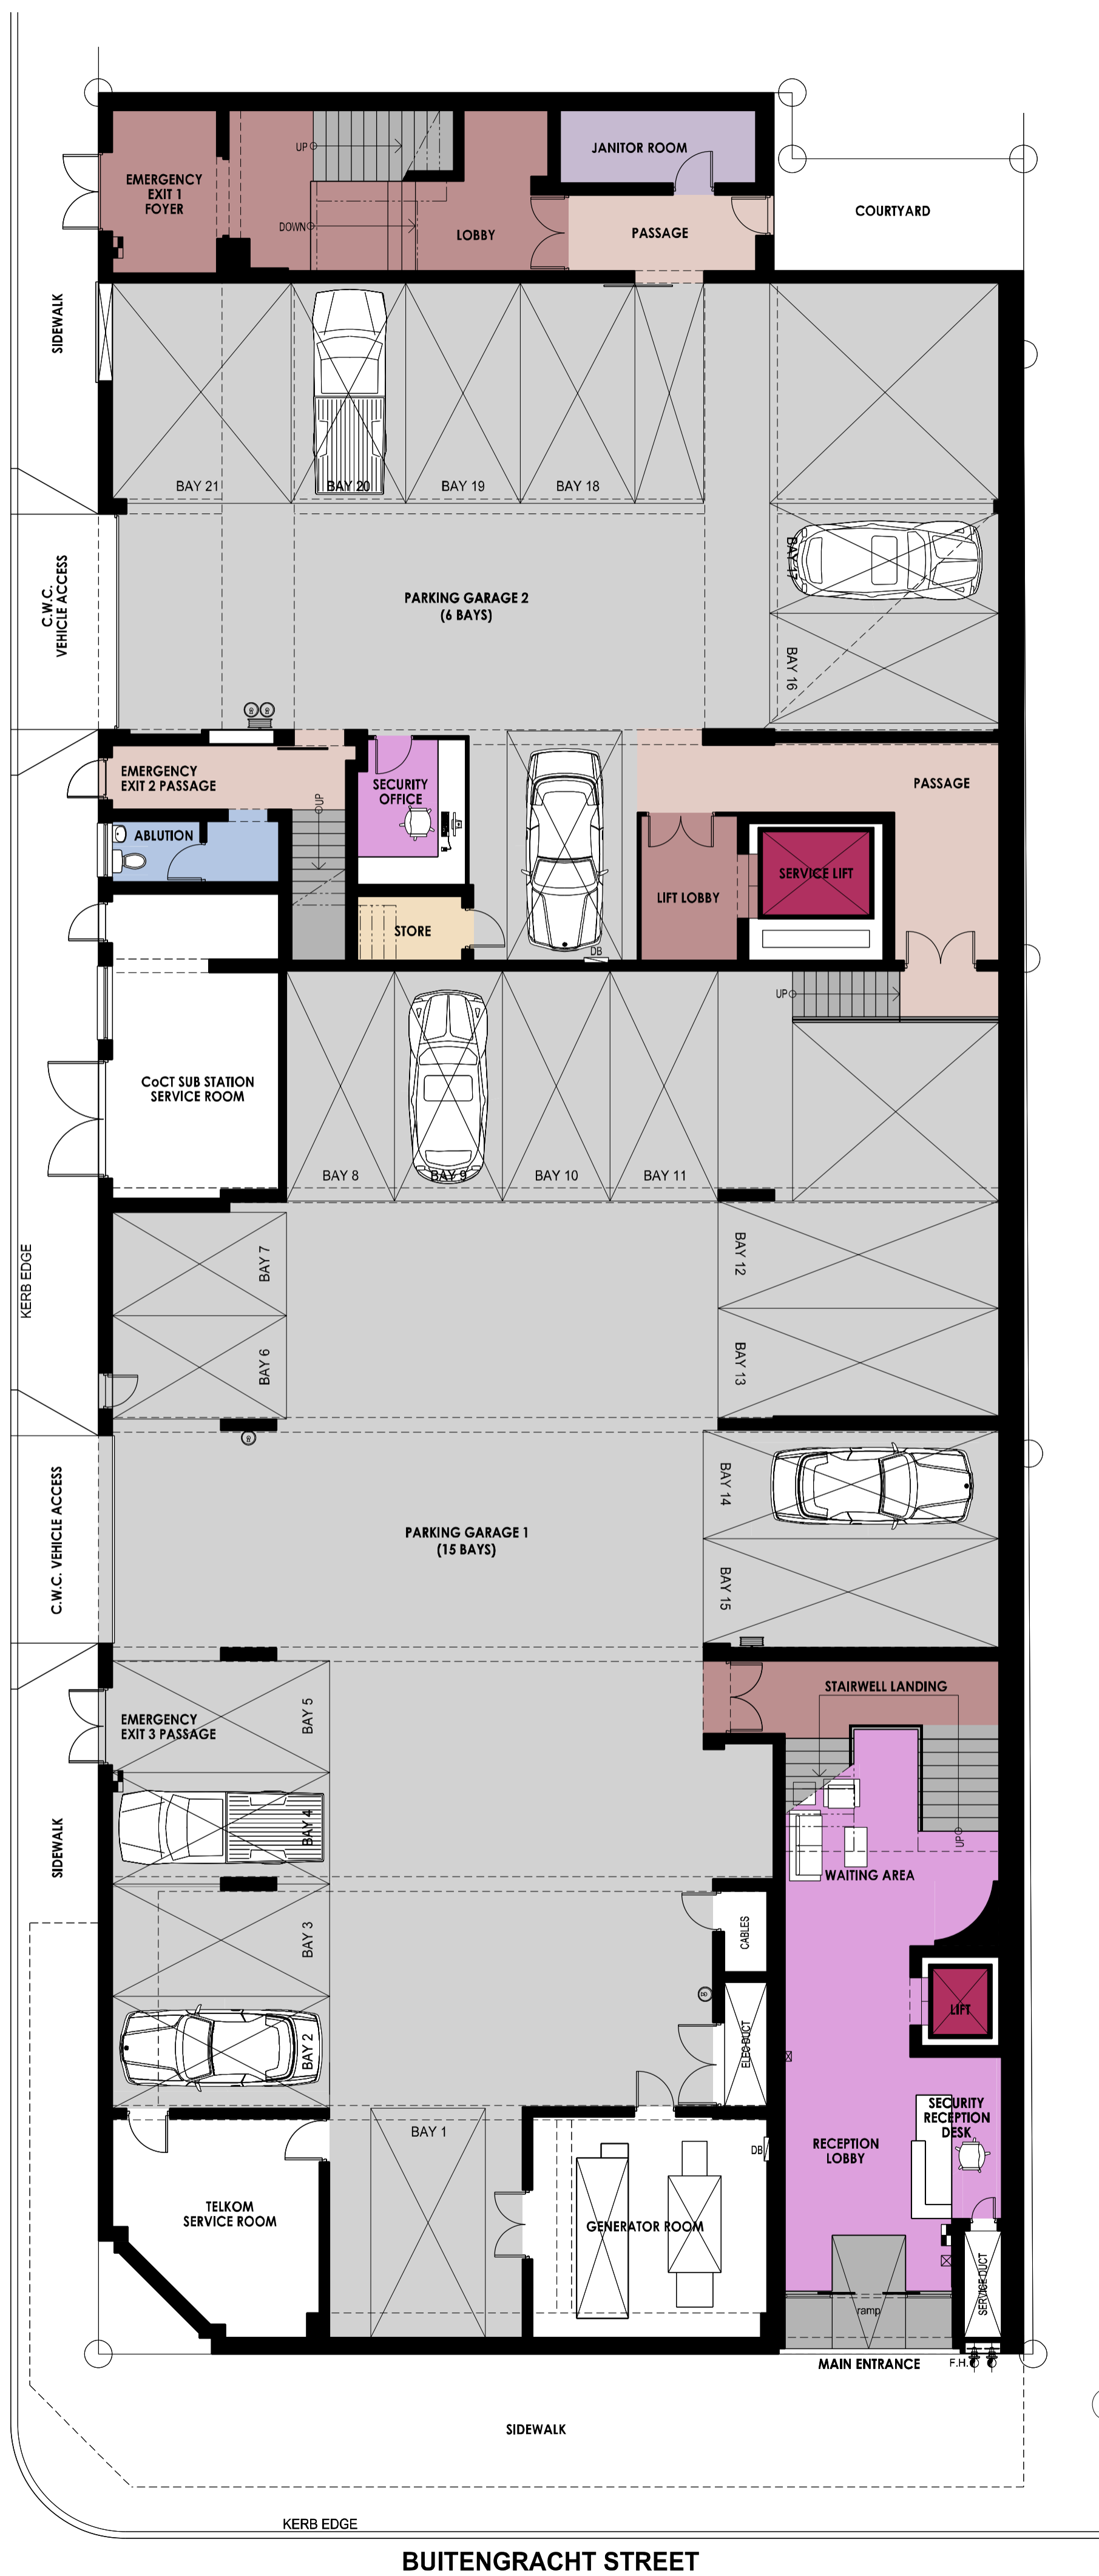 JANITOR ROOM
UP
EMERGENCY
EXIT 1
FOYER
COURTYARD
DOWN
LOBBY
PASSAGE
SIDEWALK
BAY 21
BAY 20
BAY 19
BAY 18
BAY 17
C.W.C.
VEHICLE ACCESS
PARKING GARAGE 2
(6 BAYS)
BAY 16
EMERGENCY
EXIT 2 PASSAGE
SECURITY
OFFICE
PASSAGE
UP
ABLUTION
SERVICE LIFT
LIFT LOBBY
STORE
DB
UP
CoCT SUB STATION
SERVICE ROOM
BAY 8
BAY 9
BAY 10
BAY 11
KERB EDGE
BAY 7
BAY 12
BAY 6
BAY 13
C.W.C. VEHICLE ACCESS
BAY 14
PARKING GARAGE 1
(15 BAYS)
BAY 15
STAIRWELL LANDING
BAY 5
EMERGENCY
EXIT 3 PASSAGE
SIDEWALK
BAY 4
UP
WAITING AREA
BAY 3
CABLES
LIFT
BAY 2
ELEC DUCT
SECURITY
RECEPTION
DESK
BAY 1
RECEPTION
LOBBY
DB
TELKOM
SERVICE ROOM
GENERATOR ROOM
SERVICE DUCT
ramp
MAIN ENTRANCE
F.H.
SIDEWALK
KERB EDGE
BUITENGRACHT STREET